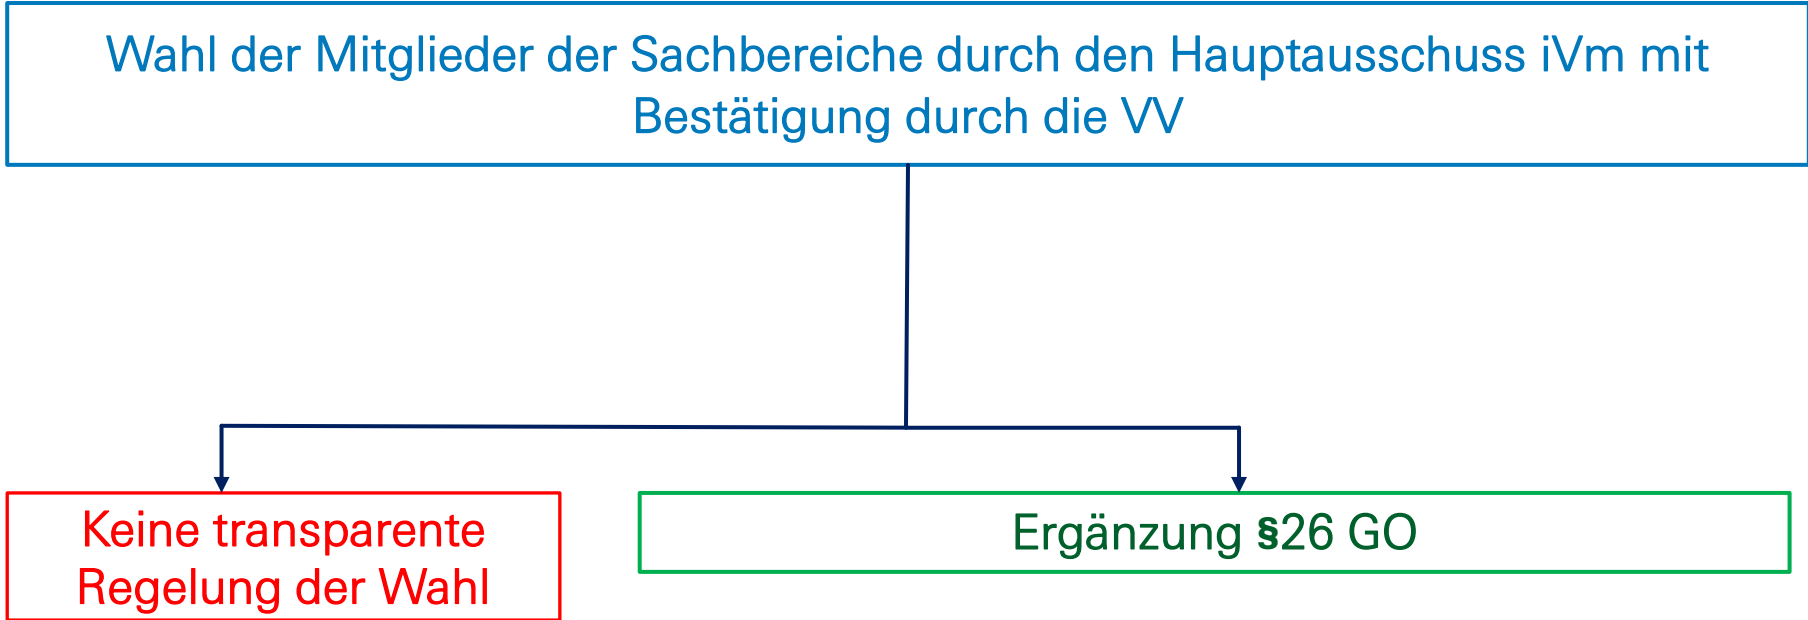 Wahl der Mitglieder der Sachbereiche durch den Hauptausschuss iVm mit
Bestätigung durch die VV
Keine transparente
Regelung der Wahl
Ergänzung §26 GO